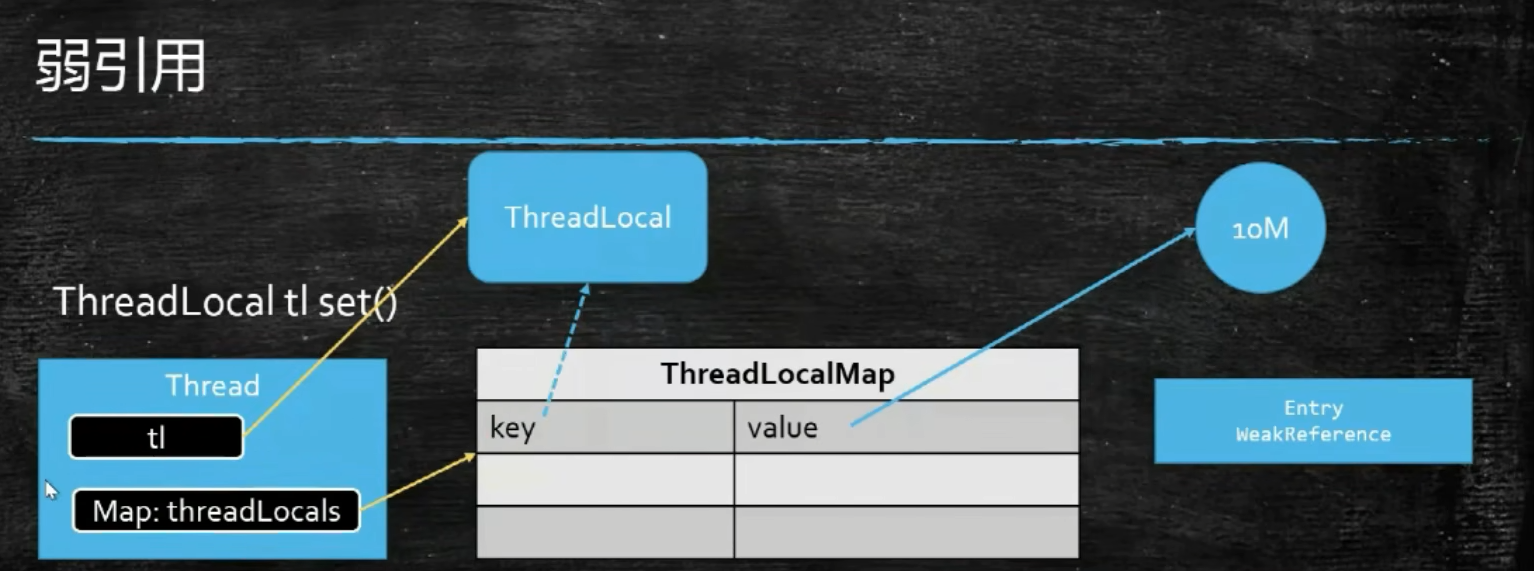 弱引用
ThreadLocal
10M
ThreadLocal tl set()
Thread
tl
Map: threadLocals
ThreadLocalMap
key
value
Entry
WeakReference